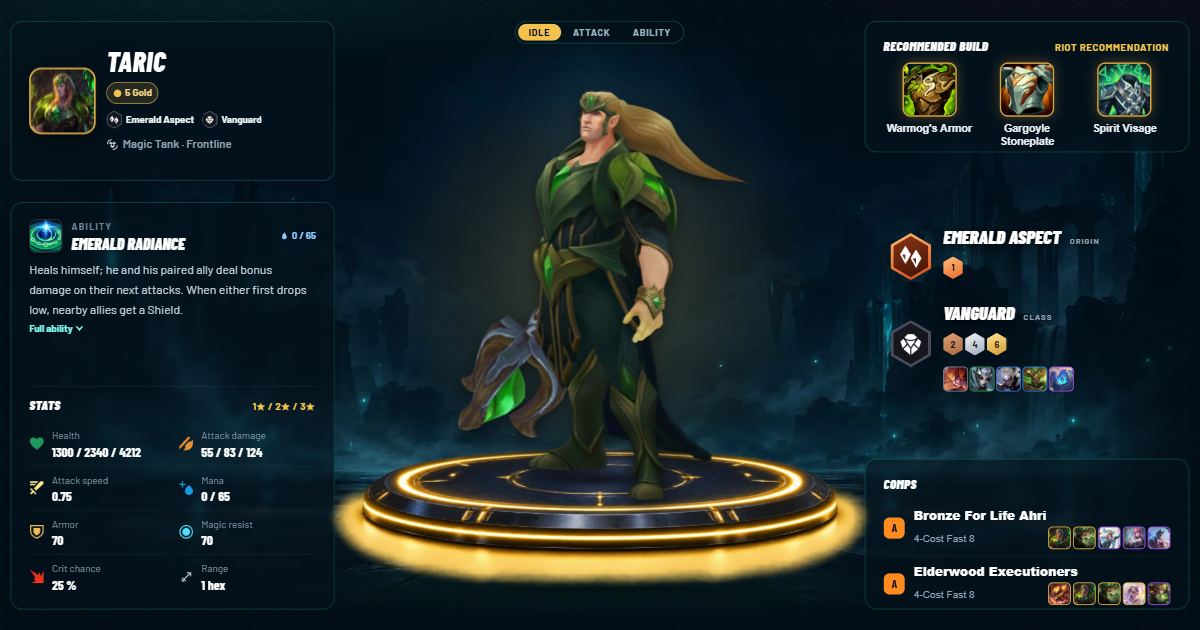 TARIC
5 Gold
Emerald Aspect Vanguard
Magic Tank · Frontline
ABILITY
EMERALD RADIANCE
0 / 65
Heals himself; he and his paired ally deal bonus
damage on their next attacks. When either first drops
low, nearby allies get a Shield.
Full ability
STATS
1★ / 2★ / 3★
Health
1300 / 2340 / 4212
Attack damage
55 / 83 / 124
Attack speed
0.75
Mana
0 / 65
Armor
70
Magic resist
70
Crit chance
25 %
Range
1 hex
IDLE ATTACK ABILITY
RECOMMENDED BUILD
RIOT RECOMMENDATION
Warmog's Armor
Gargoyle
Stoneplate
Spirit Visage
EMERALD ASPECT ORIGIN
1
VANGUARD CLASS
2 4 6
COMPS
A
Bronze For Life Ahri
4-Cost Fast 8
A
Elderwood Executioners
4-Cost Fast 8